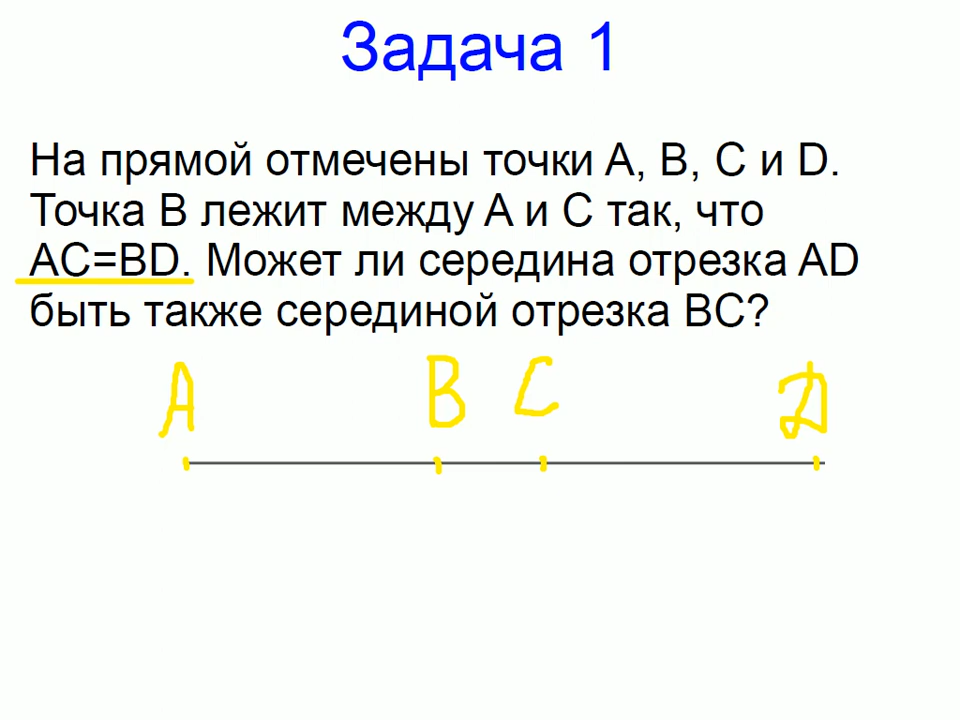 Задача 1
На прямой отмечены точки A, B, C и D.
Точка B лежит между A и C так, что
AC=BD. Может ли середина отрезка AD
быть также серединой отрезка BC?
A B C D